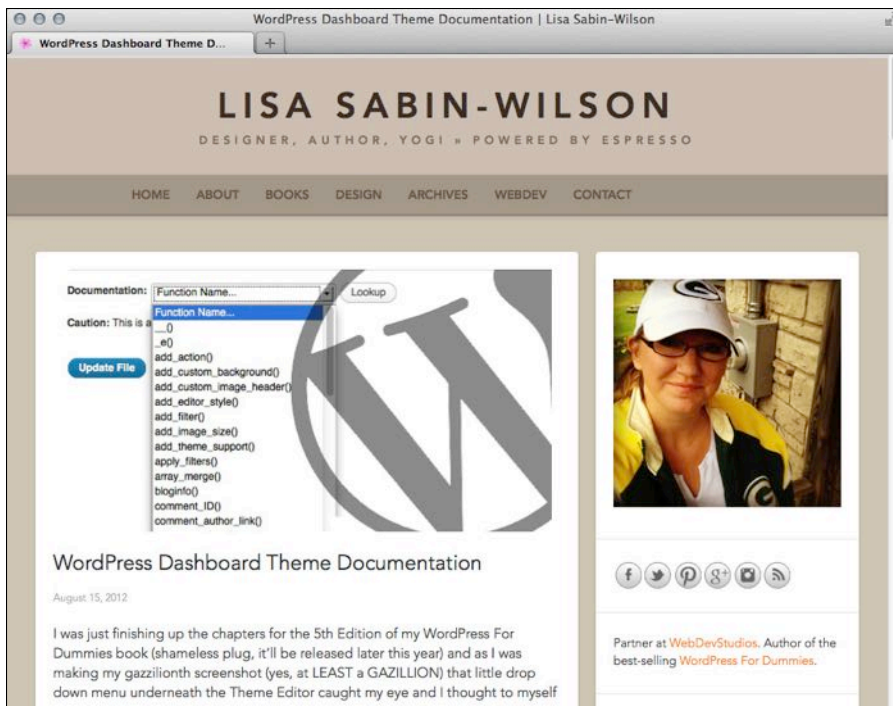 WordPress Dashboard Theme Documentation | Lisa Sabin-Wilson
WordPress Dashboard Theme D...
LISA SABIN-WILSON
DESIGNER, AUTHOR, YOGI » POWERED BY ESPRESSO
HOME ABOUT BOOKS DESIGN ARCHIVES WEBDEV CONTACT
Documentation: Function Name... Lookup
Function Name...
Caution: This is a
__()
_e()
Update File
add_action()
add_custom_background()
add_custom_image_header()
add_editor_style()
add_filter()
add_image_size()
add_theme_support()
apply_filters()
array_merge()
bloginfo()
comment_ID()
comment_author_link()
WordPress Dashboard Theme Documentation
August 15, 2012
I was just finishing up the chapters for the 5th Edition of my WordPress For
Dummies book (shameless plug, it'll be released later this year) and as I was
making my gazzilionth screenshot (yes, at LEAST a GAZILLION) that little drop
down menu underneath the Theme Editor caught my eye and I thought to myself
G
G
f g+
Partner at WebDevStudios. Author of the
best-selling WordPress For Dummies.